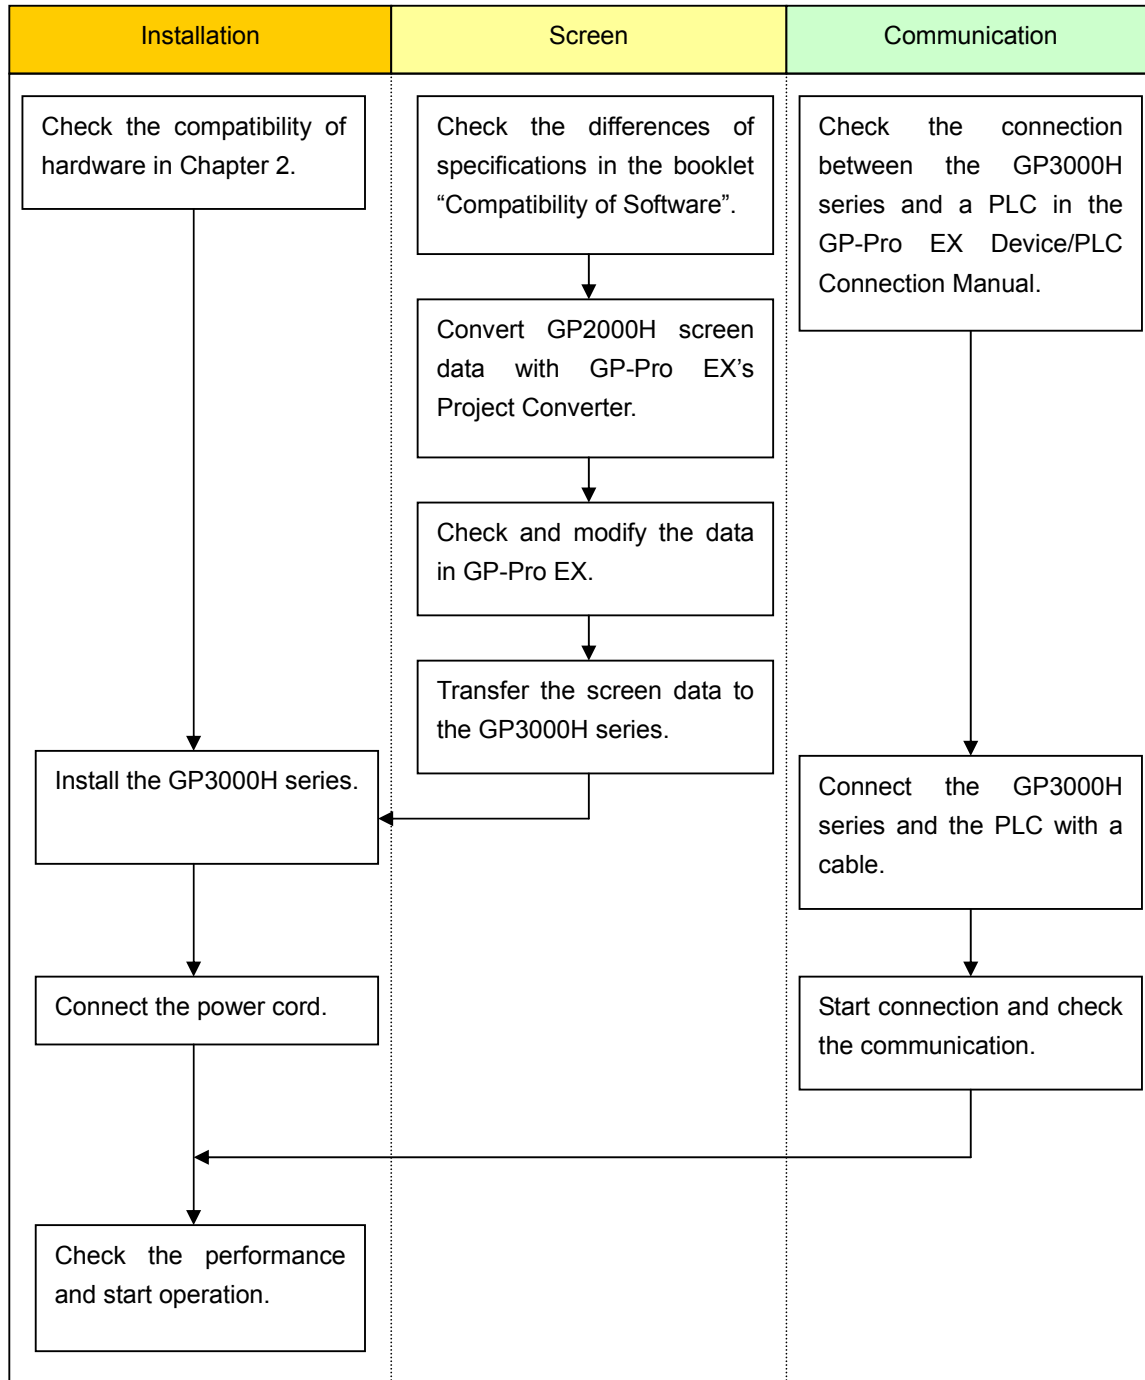 Installation
Screen
Communication
Check the compatibility of
hardware in Chapter 2.
Check the differences of
specifications in the booklet
“Compatibility of Software”.
Check the connection
between the GP3000H
series and a PLC in the
GP-Pro EX Device/PLC
Connection Manual.
Convert GP2000H screen
data with GP-Pro EX’s
Project Converter.
Check and modify the data
in GP-Pro EX.
Transfer the screen data to
the GP3000H series.
Install the GP3000H series.
Connect the GP3000H
series and the PLC with a
cable.
Connect the power cord.
Start connection and check
the communication.
Check the performance
and start operation.